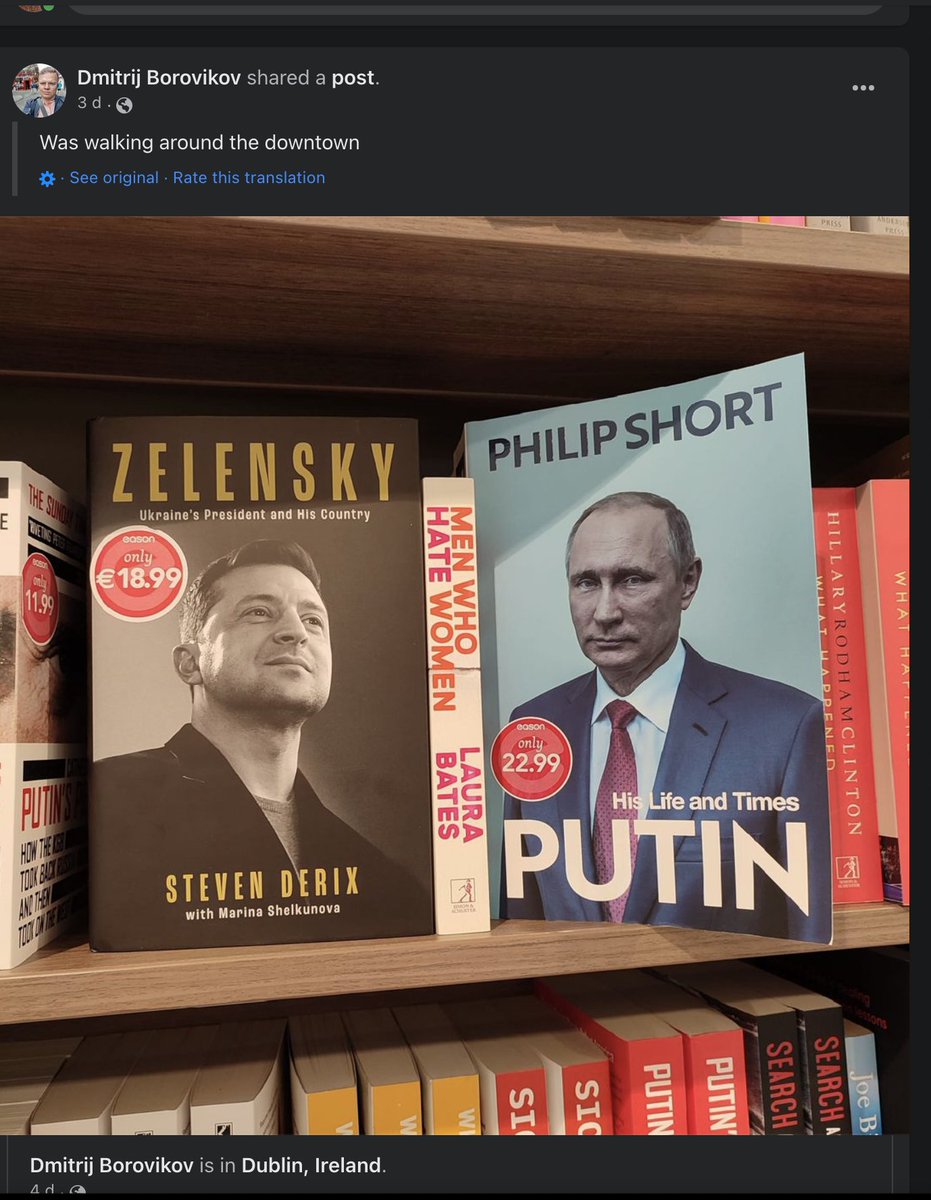 Dmitrij Borovikov shared a post.
3 d ·
Was walking around the downtown
· See original · Rate this translation
PRESS
PRESS
ZELENSKY
Ukraine's President and His Country
eason
only
€18.99
STEVEN DERIX
with Marina Shelkunova
THE SUNDAY
eason
only
11.99
PUTIN'S
HOW THE KGB
TOOK BACK RUSSIA
AND THEN
TOOK ON THE WEST
MEN WHO
HATE WOMEN
LAURA
BATES
SIMON &
SCHUSTER
PHILIP SHORT
eason
only
22.99
His Life and Times
PUTIN
HILLARY RODHAM CLINTON
WHAT HAPPENED
WHAT HAPPENE
PUTIN'
PUTIN'
SEARCH
SEARCH
Joe B
Dmitrij Borovikov is in Dublin, Ireland.
4 d ·